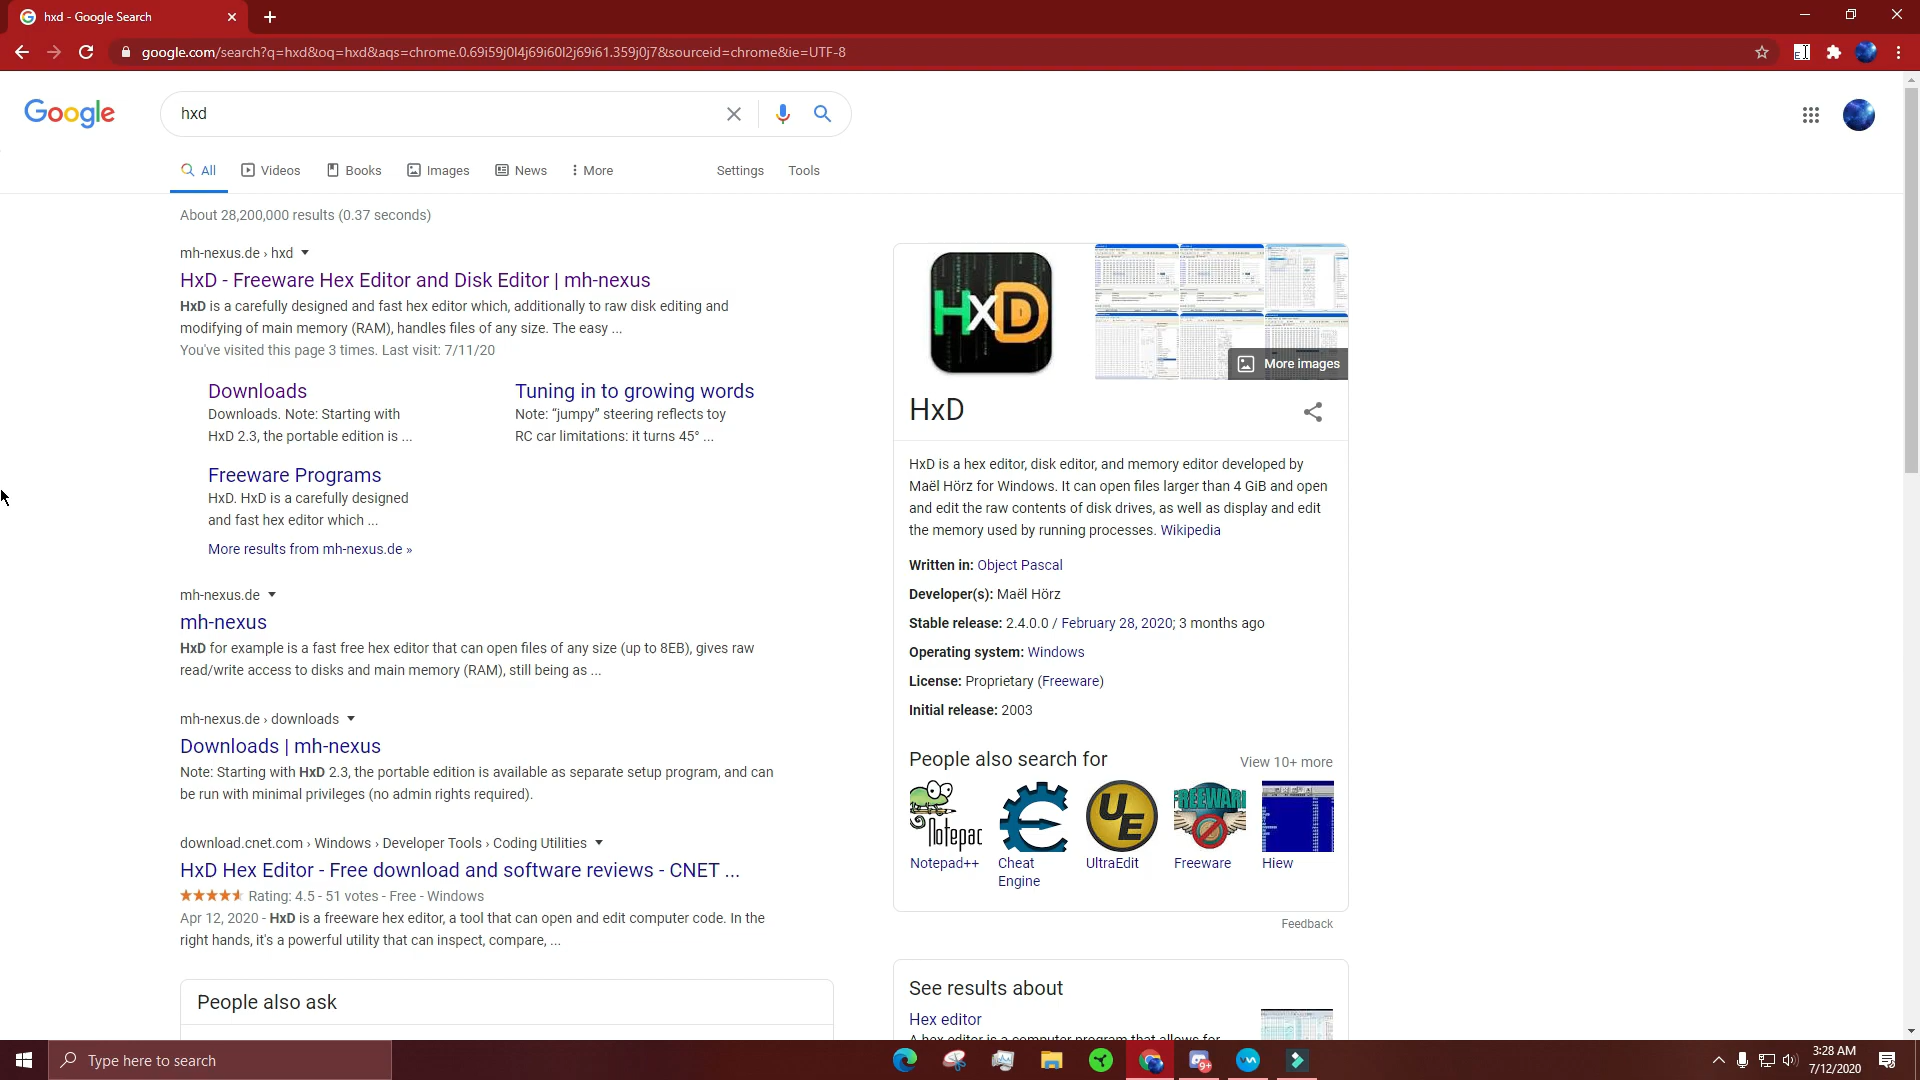 hxd - Google Search
google.com/search?q=hxd&oq=hxd&aqs=chrome.0.69i59j0l4j69i60l2j69i61.359j0j7&sourceid=chrome&ie=UTF-8
Google
hxd
All
Videos
Books
Images
News
More
Settings
Tools
About 28,200,000 results (0.37 seconds)
mh-nexus.de › hxd
HxD - Freeware Hex Editor and Disk Editor | mh-nexus
HxD is a carefully designed and fast hex editor which, additionally to raw disk editing and
modifying of main memory (RAM), handles files of any size. The easy ...
You've visited this page 3 times. Last visit: 7/11/20
Downloads
Downloads. Note: Starting with
HxD 2.3, the portable edition is ...
Tuning in to growing words
Note: “jumpy” steering reflects toy
RC car limitations: it turns 45° ...
Freeware Programs
HxD. HxD is a carefully designed
and fast hex editor which ...
More results from mh-nexus.de »
mh-nexus.de
mh-nexus
HxD for example is a fast free hex editor that can open files of any size (up to 8EB), gives raw
read/write access to disks and main memory (RAM), still being as ...
mh-nexus.de › downloads
Downloads | mh-nexus
Note: Starting with HxD 2.3, the portable edition is available as separate setup program, and can
be run with minimal privileges (no admin rights required).
download.cnet.com › Windows › Developer Tools › Coding Utilities
HxD Hex Editor - Free download and software reviews - CNET ...
Rating: 4.5 - 51 votes - Free - Windows
Apr 12, 2020 - HxD is a freeware hex editor, a tool that can open and edit computer code. In the
right hands, it's a powerful utility that can inspect, compare, ...
People also ask
HxD
More images
HxD
HxD is a hex editor, disk editor, and memory editor developed by
Maël Hörz for Windows. It can open files larger than 4 GiB and open
and edit the raw contents of disk drives, as well as display and edit
the memory used by running processes. Wikipedia
Written in: Object Pascal
Developer(s): Maël Hörz
Stable release: 2.4.0.0 / February 28, 2020; 3 months ago
Operating system: Windows
License: Proprietary (Freeware)
Initial release: 2003
People also search for
View 10+ more
Notepad++
Cheat
Engine
UltraEdit
Freeware
Hiew
Feedback
See results about
Hex editor
A hex editor is a computer program that allows for
Type here to search
9+
3:28 AM
7/12/2020